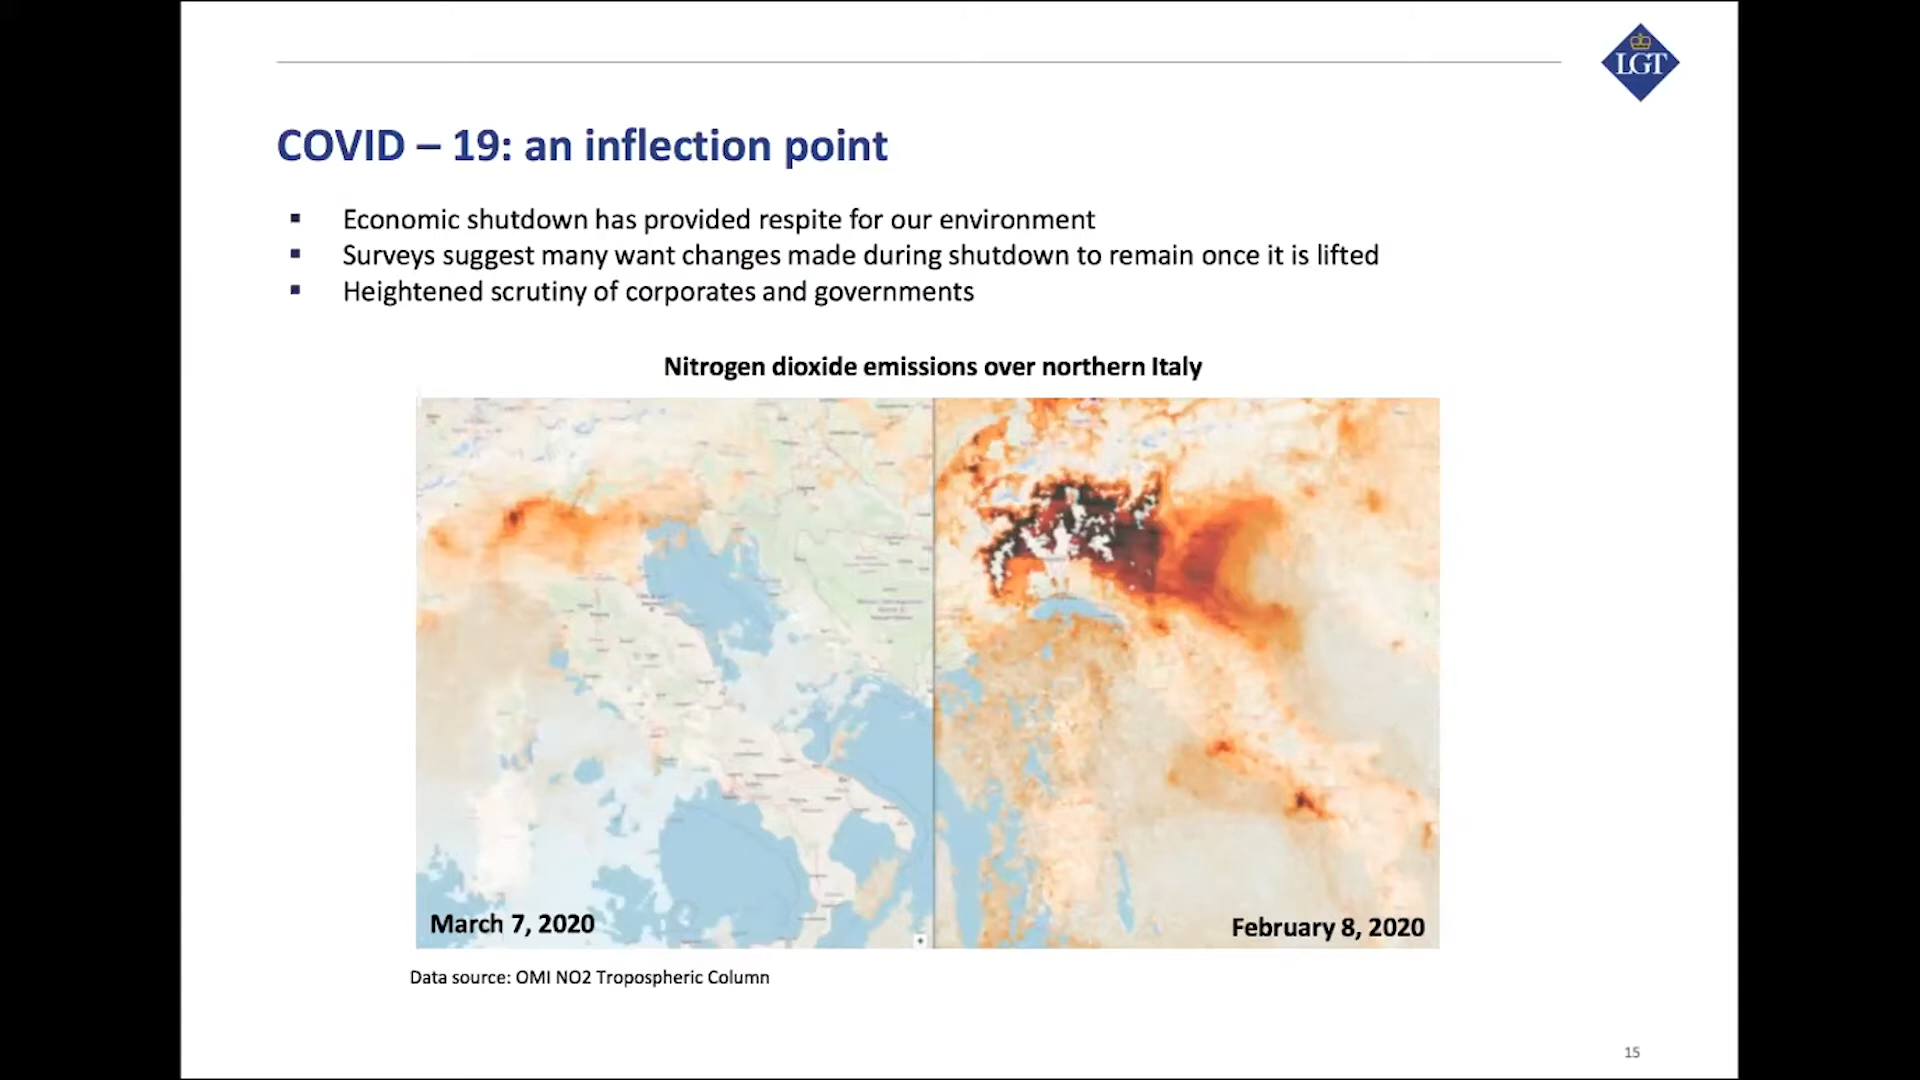 LGT
COVID – 19: an inflection point
▪ Economic shutdown has provided respite for our environment
▪ Surveys suggest many want changes made during shutdown to remain once it is lifted
▪ Heightened scrutiny of corporates and governments
Nitrogen dioxide emissions over northern Italy
March 7, 2020
February 8, 2020
Data source: OMI NO2 Tropospheric Column
15